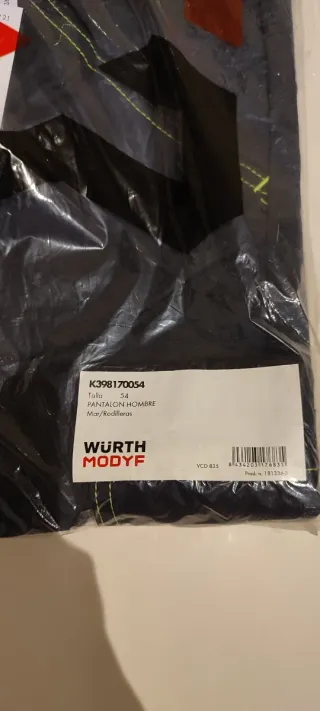 K398170054
Talla 54
PANTALON HOMBRE
Mar/Rodilleras
WÜRTH
MODYF
YCD 833